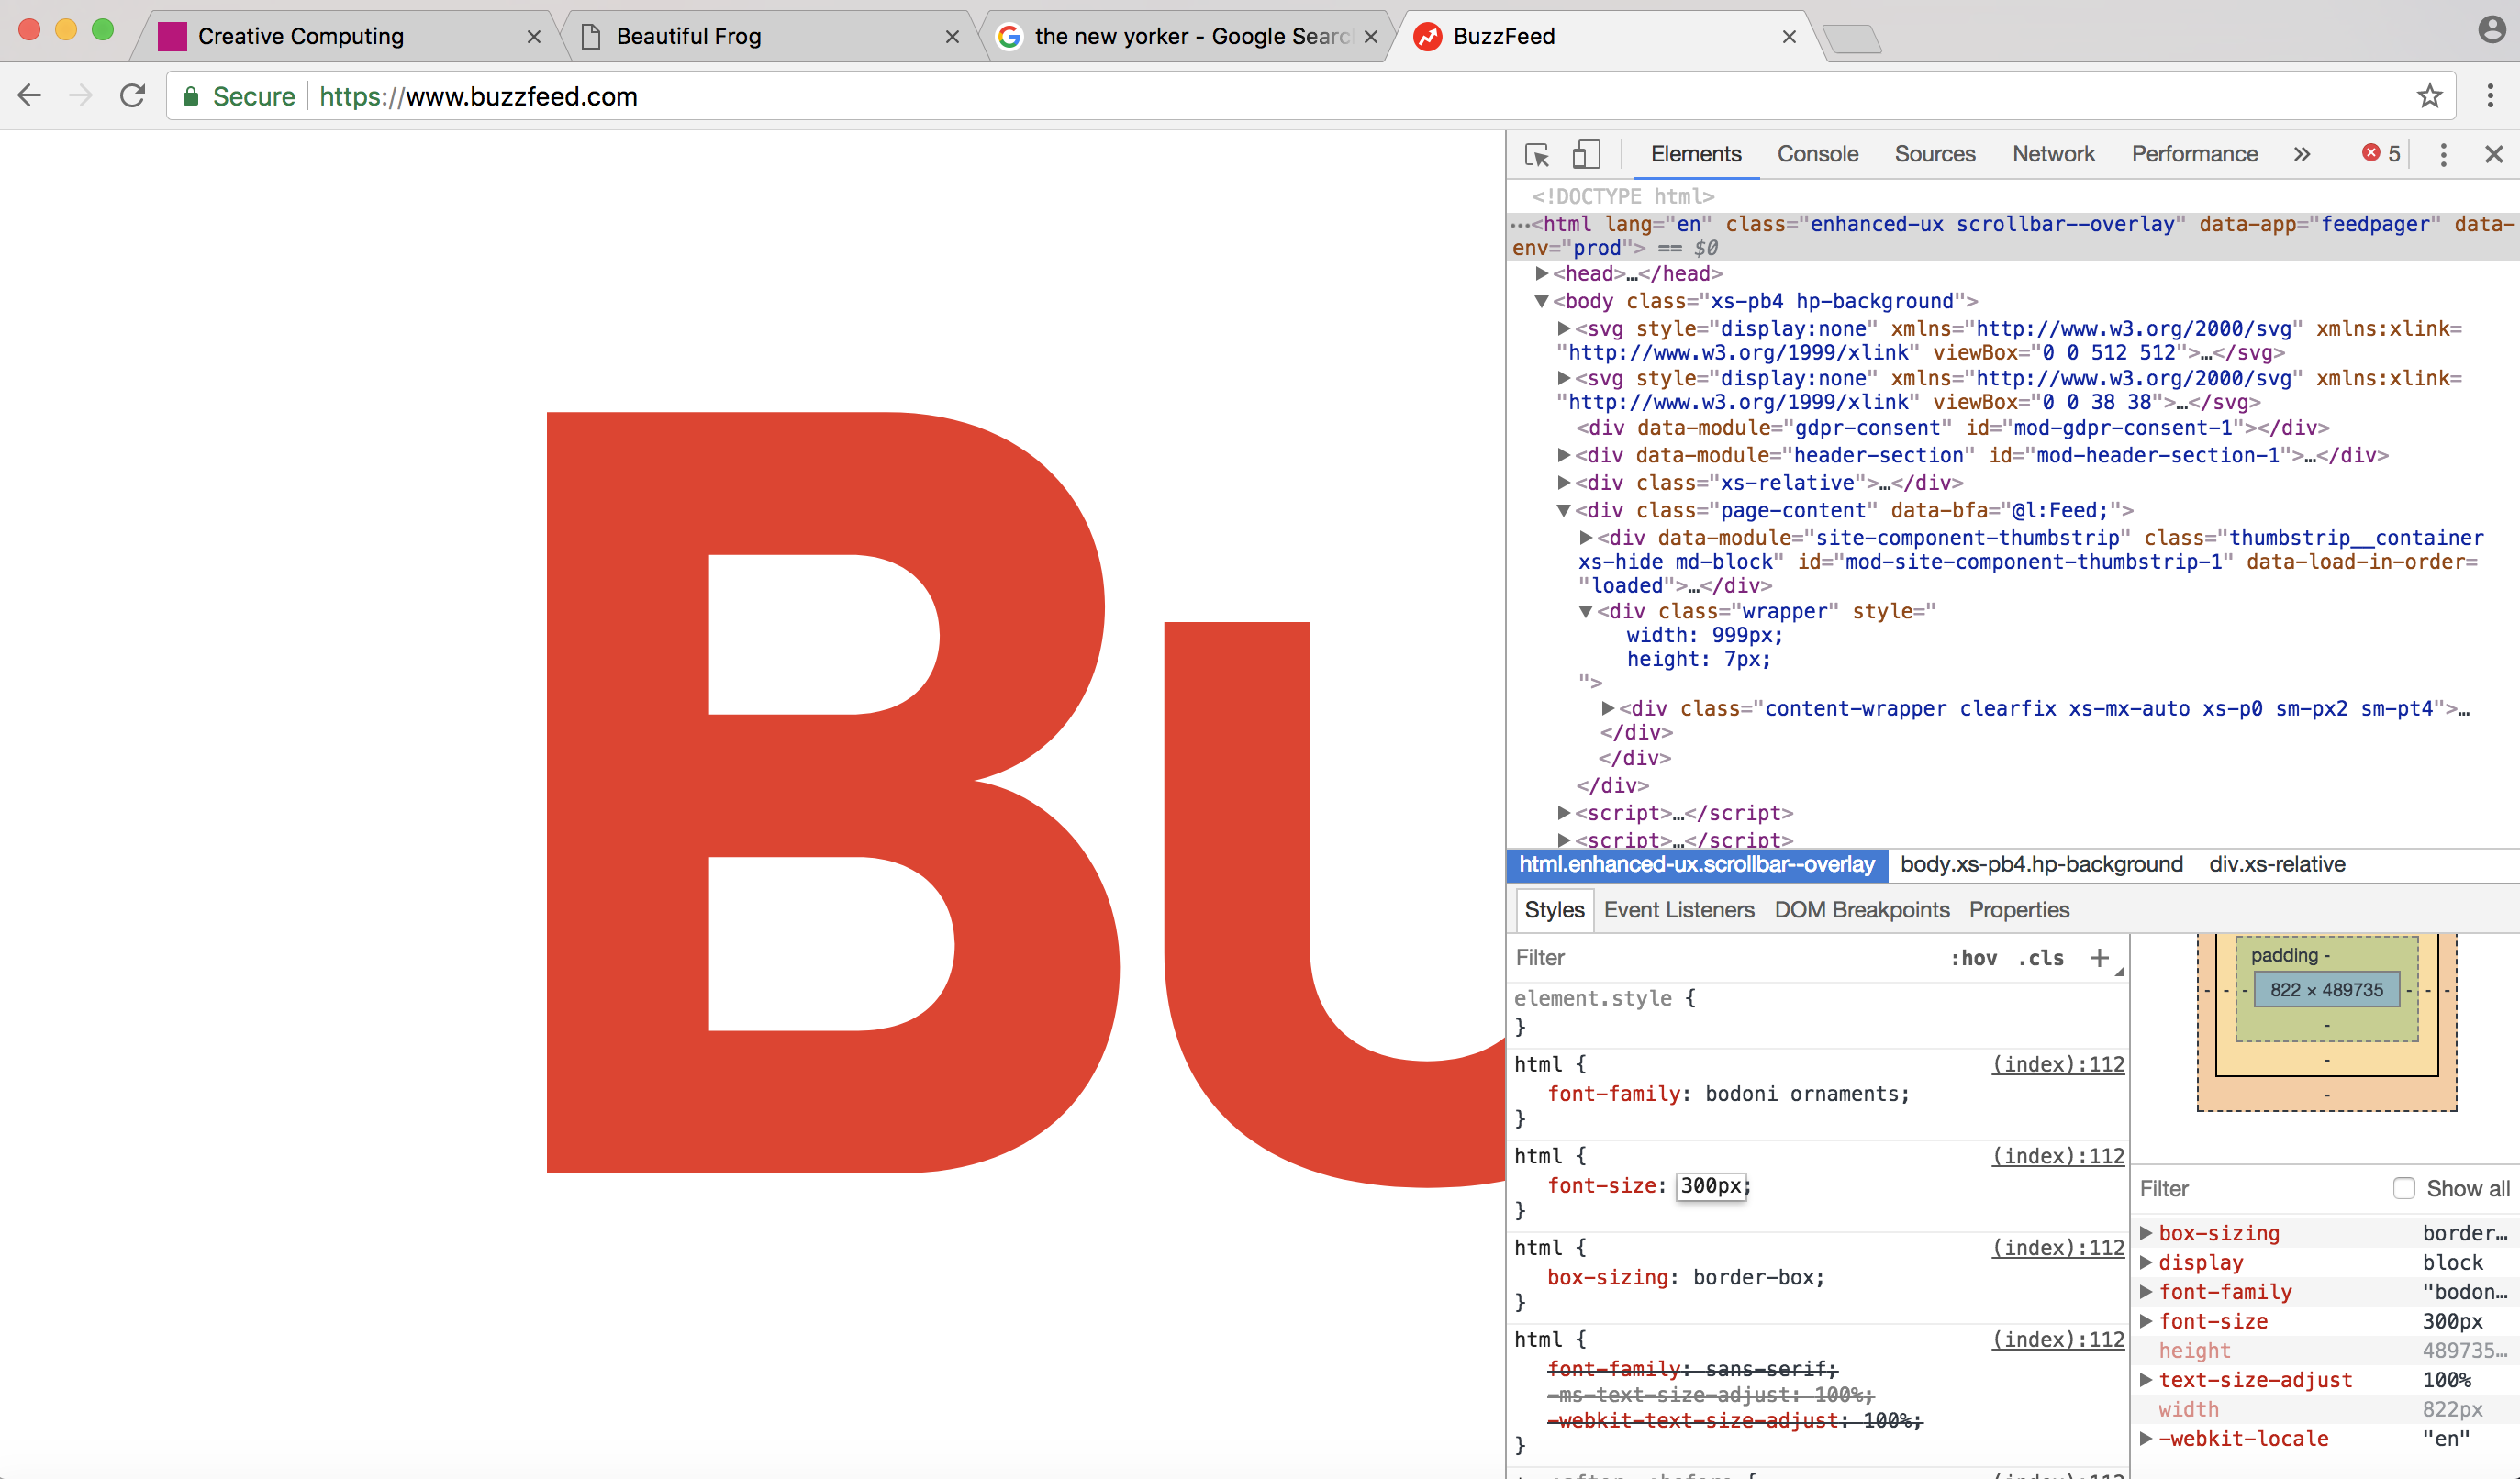 Creative Computing
Beautiful Frog
the new yorker - Google Searc
BuzzFeed
Secure https://www.buzzfeed.com
Bu
Elements Console Sources Network Performance » 5
<!DOCTYPE html>
…<html lang="en" class="enhanced-ux scrollbar--overlay" data-app="feedpager" data-
env="prod"> == $0
<head>…</head>
<body class="xs-pb4 hp-background">
<svg style="display:none" xmlns="http://www.w3.org/2000/svg" xmlns:xlink=
"http://www.w3.org/1999/xlink" viewBox="0 0 512 512">…</svg>
<svg style="display:none" xmlns="http://www.w3.org/2000/svg" xmlns:xlink=
"http://www.w3.org/1999/xlink" viewBox="0 0 38 38">…</svg>
<div data-module="gdpr-consent" id="mod-gdpr-consent-1"></div>
<div data-module="header-section" id="mod-header-section-1">…</div>
<div class="xs-relative">…</div>
<div class="page-content" data-bfa="@l:Feed;">
<div data-module="site-component-thumbstrip" class="thumbstrip__container
xs-hide md-block" id="mod-site-component-thumbstrip-1" data-load-in-order=
"loaded">…</div>
<div class="wrapper" style="
width: 999px;
height: 7px;
">
<div class="content-wrapper clearfix xs-mx-auto xs-p0 sm-px2 sm-pt4">…
</div>
</div>
</div>
<script>…</script>
<script>…</script>
html.enhanced-ux.scrollbar--overlay body.xs-pb4.hp-background div.xs-relative
Styles Event Listeners DOM Breakpoints Properties
Filter :hov .cls +
element.style {
}
html { (index):112
font-family: bodoni ornaments;
}
html { (index):112
font-size: 300px;
}
html { (index):112
box-sizing: border-box;
}
html { (index):112
font-family: sans-serif;
-ms-text-size-adjust: 100%;
-webkit-text-size-adjust: 100%;
}
padding -
- - - 822 × 489735 - - -
-
-
-
Filter Show all
box-sizing border…
display block
font-family "bodon…
font-size 300px
height 489735…
text-size-adjust 100%
width 822px
-webkit-locale "en"